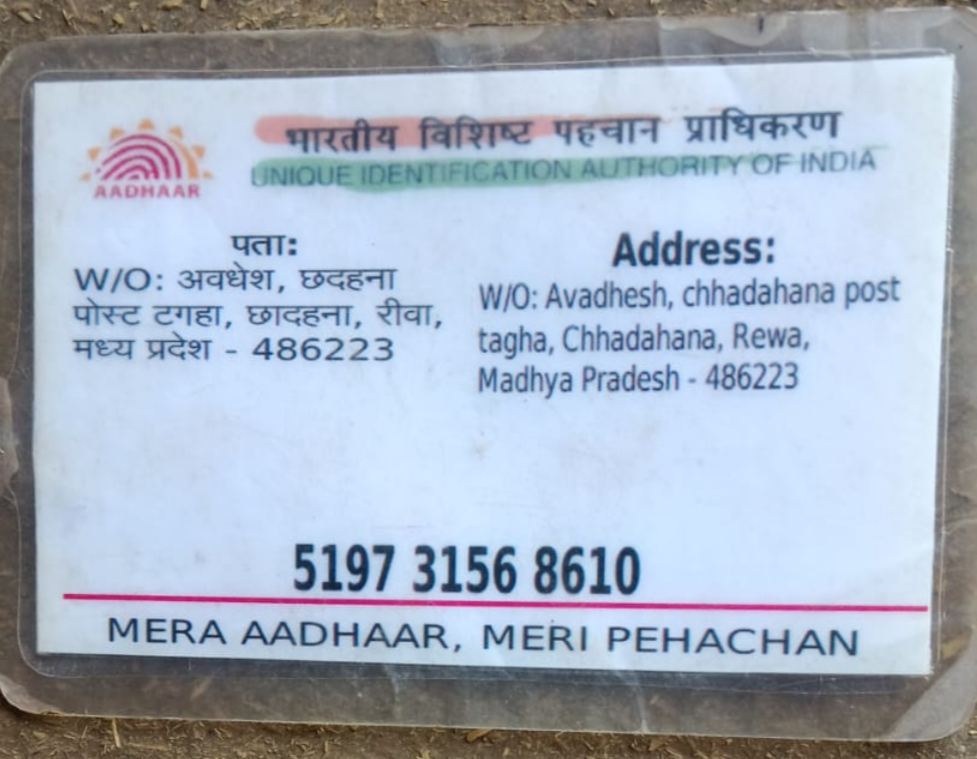 भारतीय विशिष्ट पहचान प्राधिकरण
UNIQUE IDENTIFICATION AUTHORITY OF INDIA
AADHAAR
पता:
W/O: अवधेश, छदहना
पोस्ट टगहा, छादहना, रीवा,
मध्य प्रदेश - 486223
Address:
W/O: Avadhesh, chhadahana post
tagha, Chhadahana, Rewa,
Madhya Pradesh - 486223
5197 3156 8610
MERA AADHAAR, MERI PEHACHAN